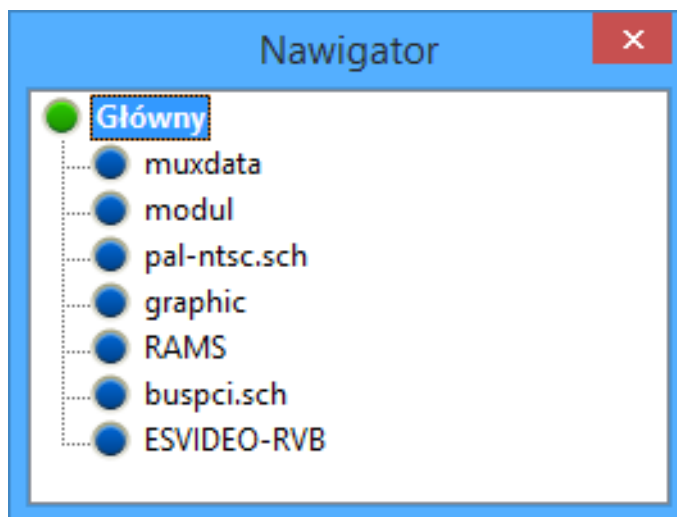 Nawigator
Główny
muxdata
modul
pal-ntsc.sch
graphic
RAMS
buspci.sch
ESVIDEO-RVB